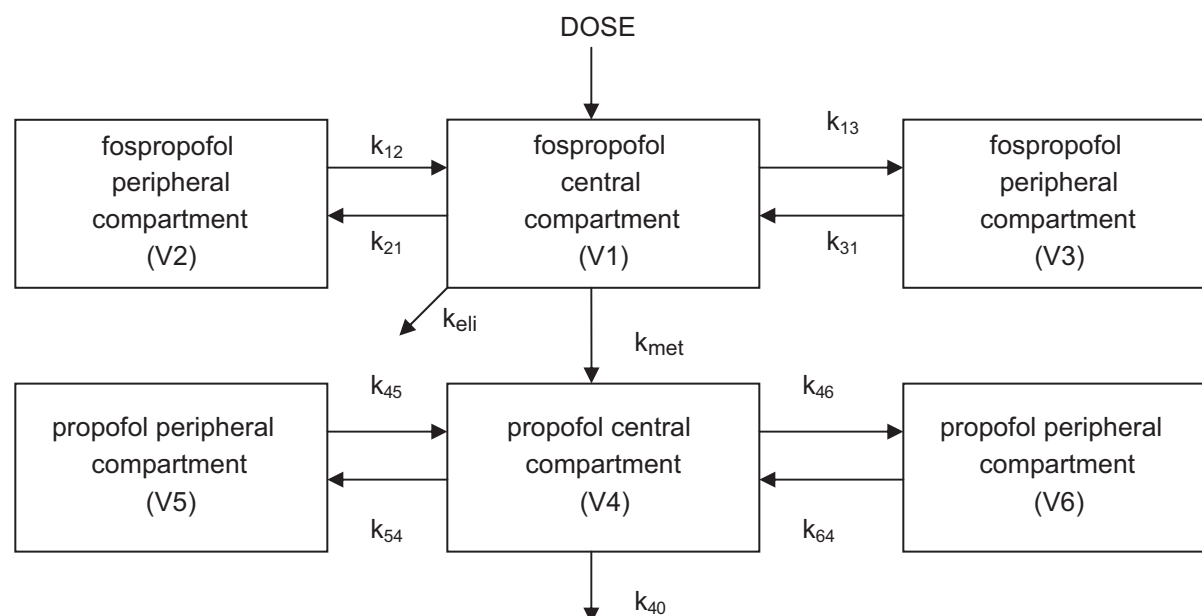 DOSE
fospropofol
peripheral
compartment
(V2)
k12
k21
fospropofol
central
compartment
(V1)
k13
k31
fospropofol
peripheral
compartment
(V3)
keli
kmet
propofol peripheral
compartment
(V5)
k45
k54
propofol central
compartment
(V4)
k46
k64
propofol peripheral
compartment
(V6)
k40